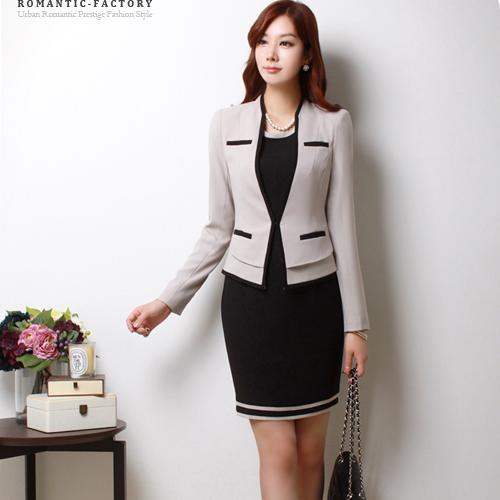 ROMANTIC-FACTORY
Urban Romantic Prestige Fashion Style